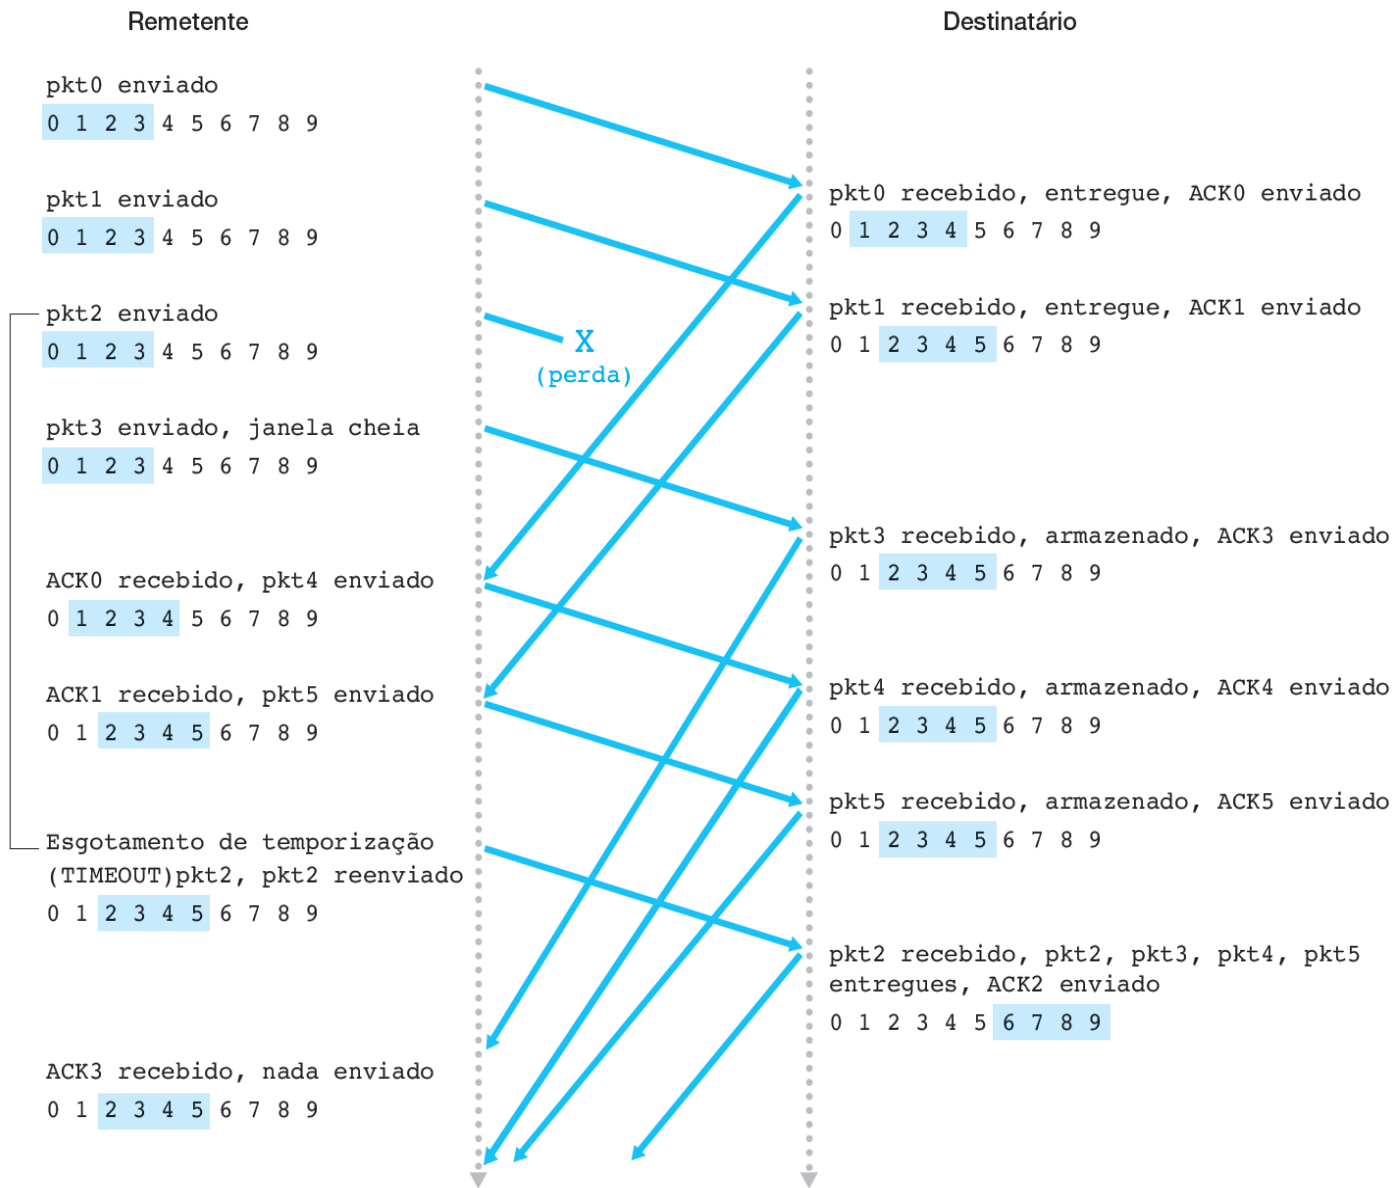 Remetente
Destinatário
pkt0 enviado
0 1 2 3 4 5 6 7 8 9
pkt0 recebido, entregue, ACK0 enviado
0 1 2 3 4 5 6 7 8 9
pkt1 enviado
0 1 2 3 4 5 6 7 8 9
pkt1 recebido, entregue, ACK1 enviado
0 1 2 3 4 5 6 7 8 9
pkt2 enviado
0 1 2 3 4 5 6 7 8 9
X
(perda)
pkt3 enviado, janela cheia
0 1 2 3 4 5 6 7 8 9
pkt3 recebido, armazenado, ACK3 enviado
0 1 2 3 4 5 6 7 8 9
ACK0 recebido, pkt4 enviado
0 1 2 3 4 5 6 7 8 9
pkt4 recebido, armazenado, ACK4 enviado
0 1 2 3 4 5 6 7 8 9
ACK1 recebido, pkt5 enviado
0 1 2 3 4 5 6 7 8 9
pkt5 recebido, armazenado, ACK5 enviado
0 1 2 3 4 5 6 7 8 9
Esgotamento de temporização
(TIMEOUT)pkt2, pkt2 reenviado
0 1 2 3 4 5 6 7 8 9
pkt2 recebido, pkt2, pkt3, pkt4, pkt5
entregues, ACK2 enviado
0 1 2 3 4 5 6 7 8 9
ACK3 recebido, nada enviado
0 1 2 3 4 5 6 7 8 9